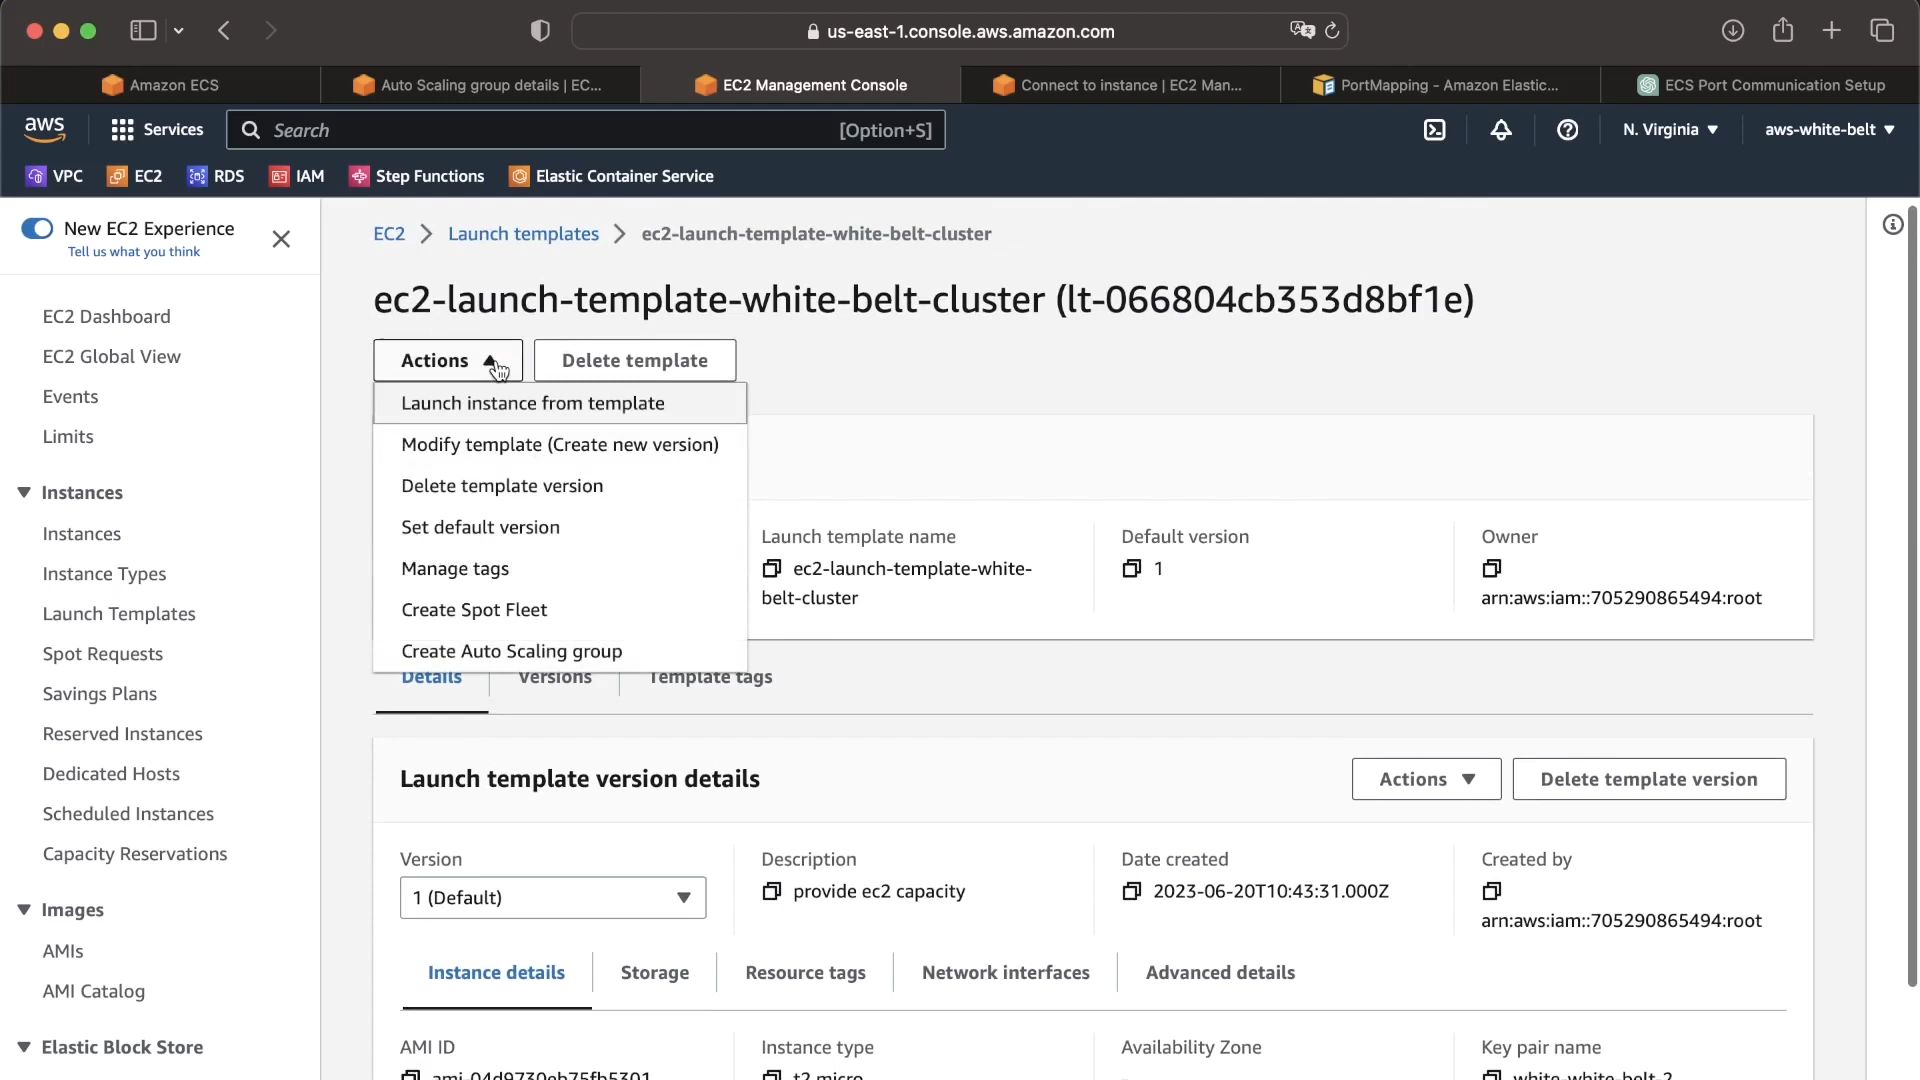 us-east-1.console.aws.amazon.com
Amazon ECS
Auto Scaling group details | EC...
EC2 Management Console
Connect to instance | EC2 Man...
PortMapping - Amazon Elastic...
ECS Port Communication Setup
aws
Services
Search
[Option+S]
N. Virginia
aws-white-belt
VPC
EC2
RDS
IAM
Step Functions
Elastic Container Service
New EC2 Experience
Tell us what you think
EC2 Dashboard
EC2 Global View
Events
Limits
Instances
Instances
Instance Types
Launch Templates
Spot Requests
Savings Plans
Reserved Instances
Dedicated Hosts
Scheduled Instances
Capacity Reservations
Images
AMIs
AMI Catalog
Elastic Block Store
EC2 > Launch templates > ec2-launch-template-white-belt-cluster
ec2-launch-template-white-belt-cluster (lt-066804cb353d8bf1e)
Actions
Delete template
Launch instance from template
Modify template (Create new version)
Delete template version
Set default version
Manage tags
Create Spot Fleet
Create Auto Scaling group
Launch template name
ec2-launch-template-white-
belt-cluster
Default version
1
Owner
arn:aws:iam::705290865494:root
Details
Versions
Template tags
Launch template version details
Actions
Delete template version
Version
1 (Default)
Description
provide ec2 capacity
Date created
2023-06-20T10:43:31.000Z
Created by
arn:aws:iam::705290865494:root
Instance details
Storage
Resource tags
Network interfaces
Advanced details
AMI ID
ami-04d9730eb75fb5301
Instance type
t2.micro
Availability Zone
-
Key pair name
white-white-belt-2